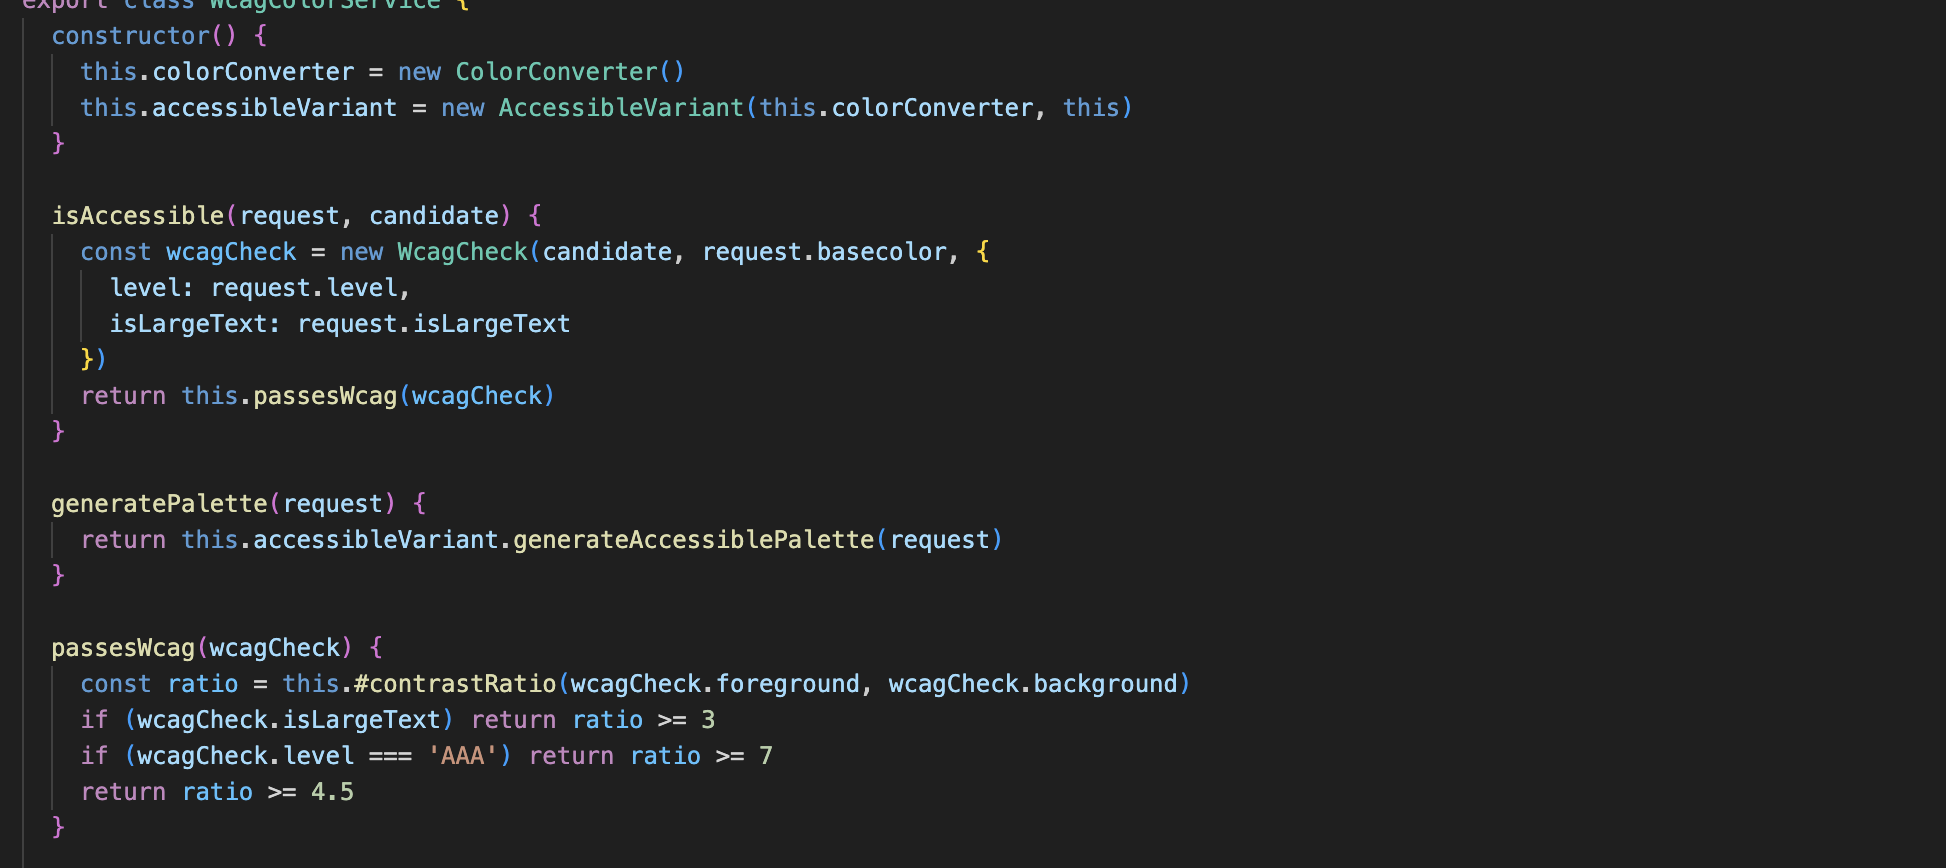 export class WcagColorService {
constructor() {
this.colorConverter = new ColorConverter()
this.accessibleVariant = new AccessibleVariant(this.colorConverter, this)
}
isAccessible(request, candidate) {
const wcagCheck = new WcagCheck(candidate, request.basecolor, {
level: request.level,
isLargeText: request.isLargeText
})
return this.passesWcag(wcagCheck)
}
generatePalette(request) {
return this.accessibleVariant.generateAccessiblePalette(request)
}
passesWcag(wcagCheck) {
const ratio = this.#contrastRatio(wcagCheck.foreground, wcagCheck.background)
if (wcagCheck.isLargeText) return ratio >= 3
if (wcagCheck.level === 'AAA') return ratio >= 7
return ratio >= 4.5
}